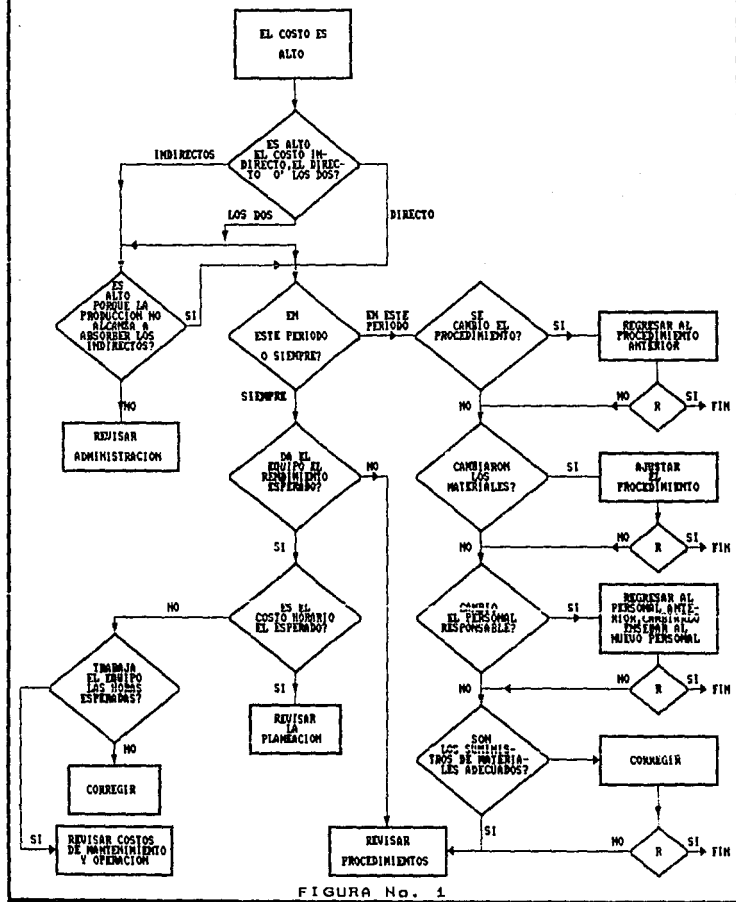 EL COSTO ES
ALTO
ES ALTO
EL COSTO IN-
DIRECTO, EL DIREC-
TO O' LOS DOS?
INDIRECTOS
LOS DOS
DIRECTO
ES
ALTO
PORQUE LA
PRODUCCION NO
ALCANZA A
ABSORBER LOS
INDIRECTOS?
SI
NO
REVISAR
ADMINISTRACION
EN
ESTE PERIODO
O SIEMPRE?
EN ESTE
PERIODO
SIEMPRE
SE
CAMBIO EL
PROCEDIMIENTO?
SI
REGRESAR AL
PROCEDIMIENTO
ANTERIOR
NO
NO
R
SI
FIN
DA EL
EQUIPO EL
RENDIMIENTO
ESPERADO?
NO
SI
CAMBIARON
LOS
MATERIALES?
SI
AJUSTAR
EL
PROCEDIMIENTO
NO
NO
R
SI
FIN
ES EL
COSTO HORARIO
EL ESPERADO?
NO
SI
REVISAR
LA
PLANEACION
CAMBIO
EL PERSONAL
RESPONSABLE?
SI
REGRESAR AL
PERSONAL ANTE-
RIOR, CAMBIARLO
ENSEÑAR AL
NUEVO PERSONAL
NO
NO
R
SI
FIN
TRABAJA
EL EQUIPO
LAS HORAS
ESPERADAS?
NO
CORREGIR
SI
REVISAR COSTOS
DE MANTENIMIENTO
Y OPERACION
SON
LOS SUMINIS-
TROS DE MATERIA-
LES ADECUADOS?
CORREGIR
SI
REVISAR
PROCEDIMIENTOS
NO
R
SI
FIN
FIGURA No. 1